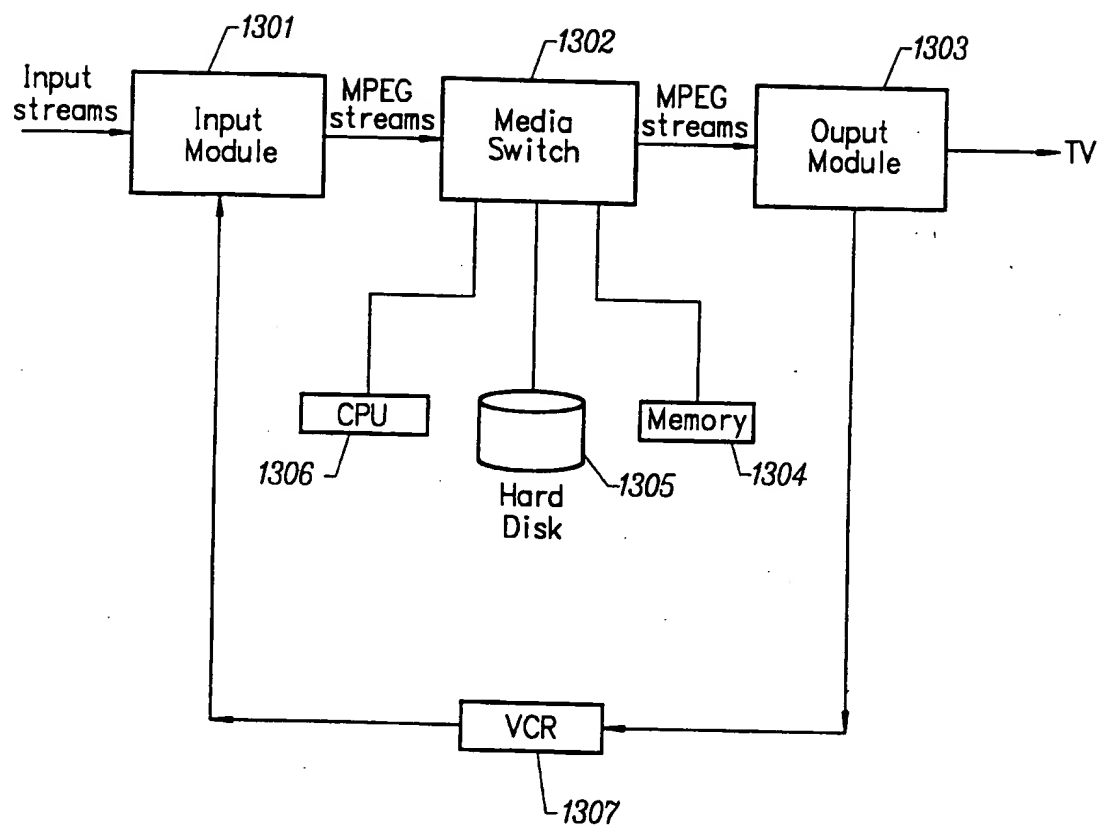 1301
1302
1303
Input
streams
Input
Module
MPEG
streams
Media
Switch
MPEG
streams
Ouput
Module
TV
CPU
1306
Hard
Disk
1305
Memory
1304
VCR
1307